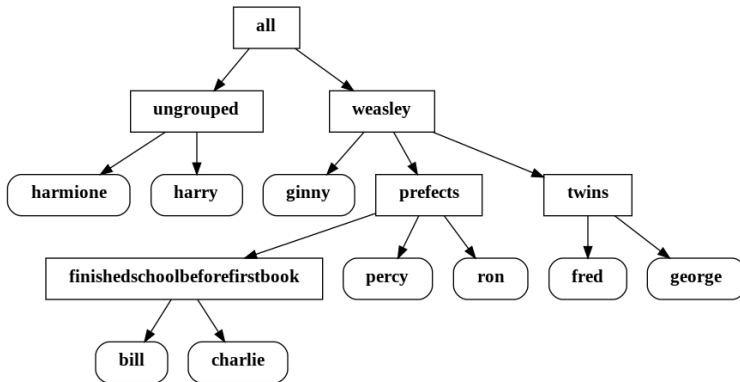 all
ungrouped
weasley
harmione
harry
ginny
prefects
twins
finishedschoolbeforefirstbook
percy
ron
fred
george
bill
charlie